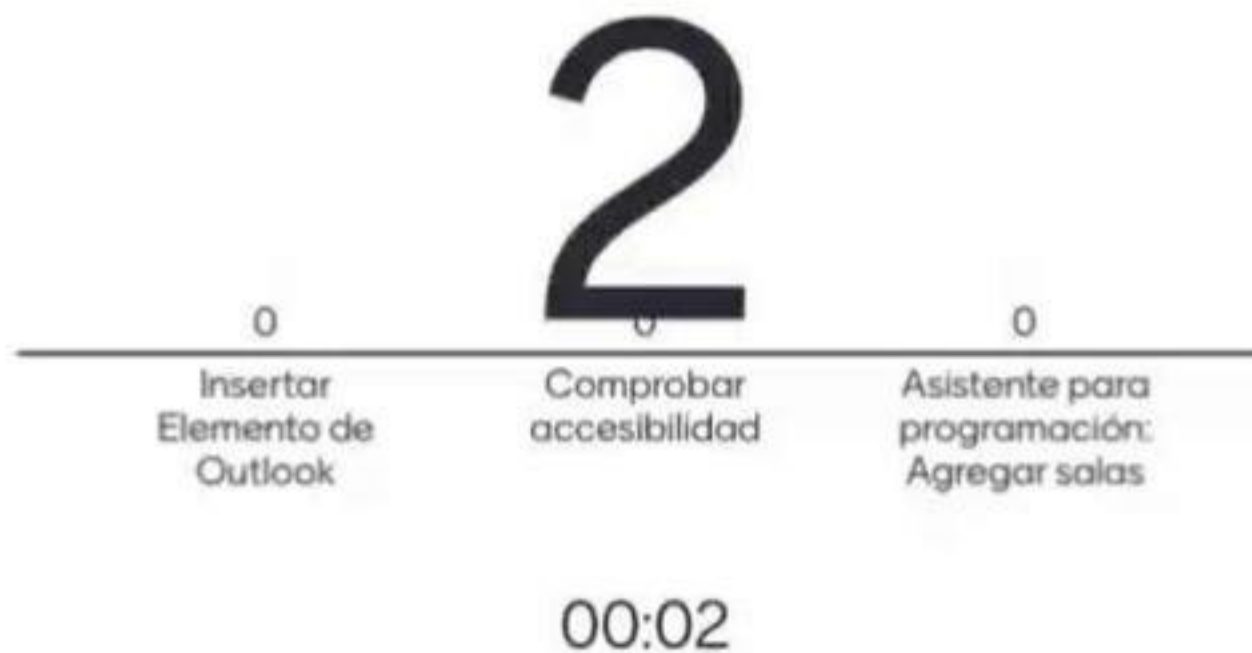 2
0 0 0
Insertar Comprobar Asistente para
Elemento de accesibilidad programación:
Outlook Agregar salas
00:02